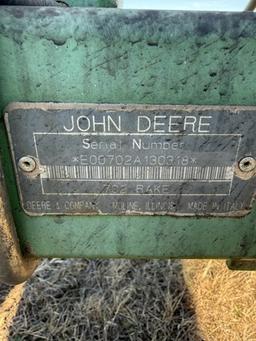 JOHN DEERE
Serial Number
*E00702A130318*
702 RAKE
DEERE & COMPANY MOLINE, ILLINOIS MADE IN ITALY